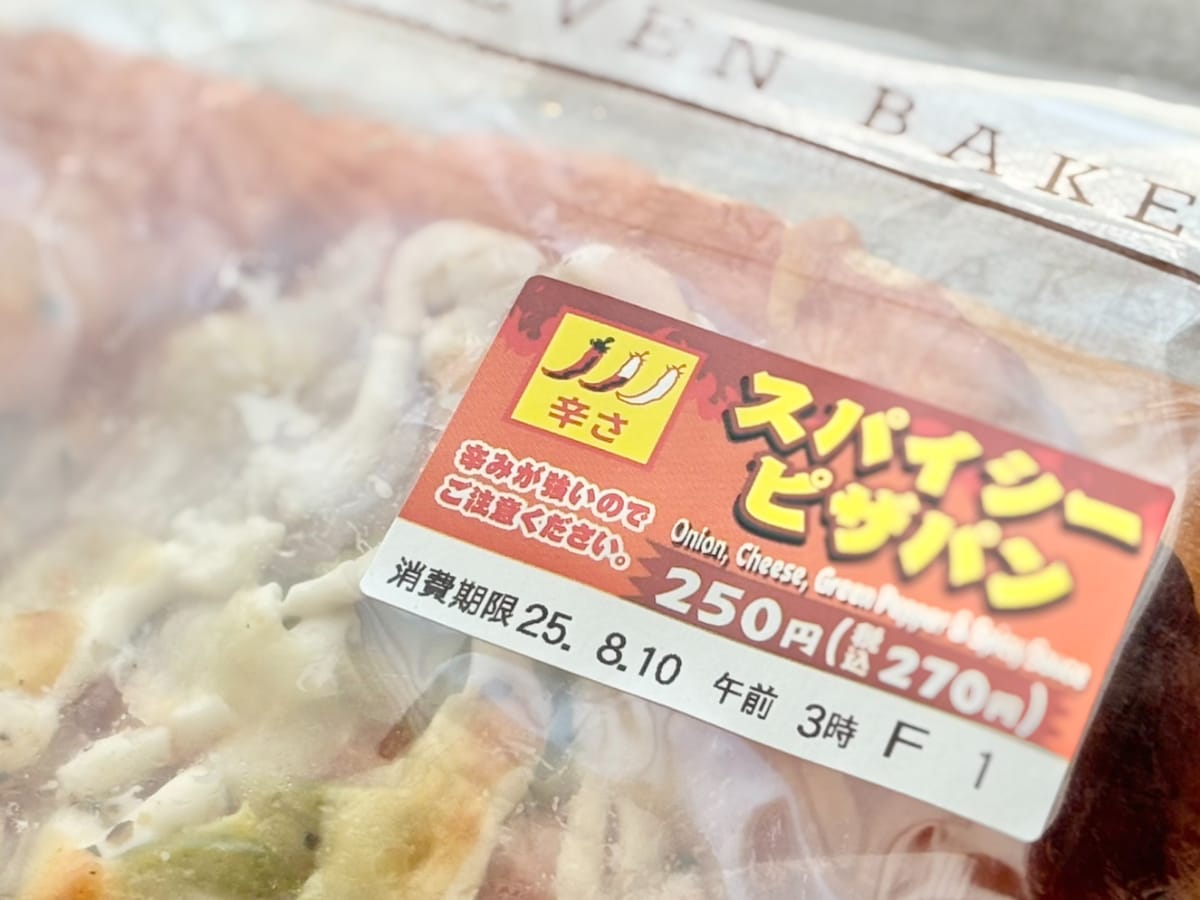 EVEN BAKE
辛さ
スパイシー
ピザパン
辛みが強いので
ご注意ください。
Onion, Cheese, Green Pepper & Spicy Sauce
250円(税込270円)
消費期限25. 8.10 午前 3時 F 1